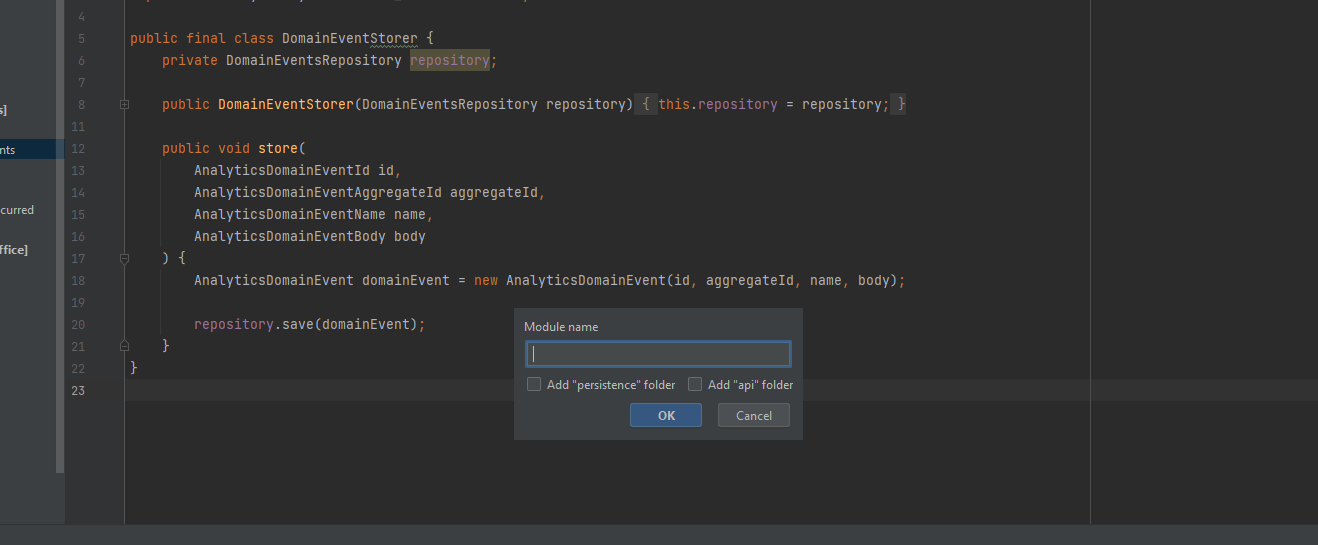 4
5 public final class DomainEventStorer {
6 private DomainEventsRepository repository;
7
s]
8 public DomainEventStorer(DomainEventsRepository repository) { this.repository = repository; }
11
nts
12 public void store(
13 AnalyticsDomainEventId id,
14 AnalyticsDomainEventAggregateId aggregateId,
curred
15 AnalyticsDomainEventName name,
16 AnalyticsDomainEventBody body
ffice]
17 ) {
18 AnalyticsDomainEvent domainEvent = new AnalyticsDomainEvent(id, aggregateId, name, body);
19
20 repository.save(domainEvent);
21 }
22 }
23
Module name
Add "persistence" folder Add "api" folder
OK Cancel